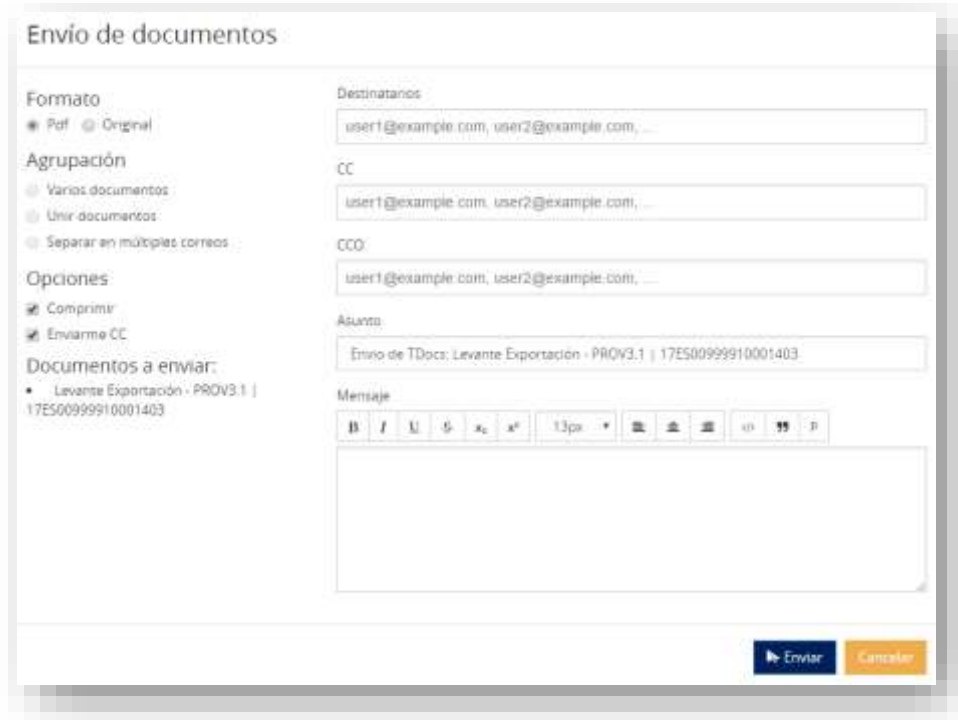 Envío de documentos
Formato
Pdf Original
Agrupación
Varios documentos
Unir documentos
Separar en múltiples correos
Opciones
Comprimir
Enviarme CC
Documentos a enviar:
Levante Exportación - PROV3.1 |
17ES00999910001403
Destinatarios
user1@example.com, user2@example.com, ...
CC
user1@example.com, user2@example.com, ...
CCO
user1@example.com, user2@example.com, ...
Asunto
Envio de TDocs: Levante Exportación - PROV3.1 | 17ES00999910001403
Mensaje
B I U S x₂ x² 13px </> P
Enviar Cancelar